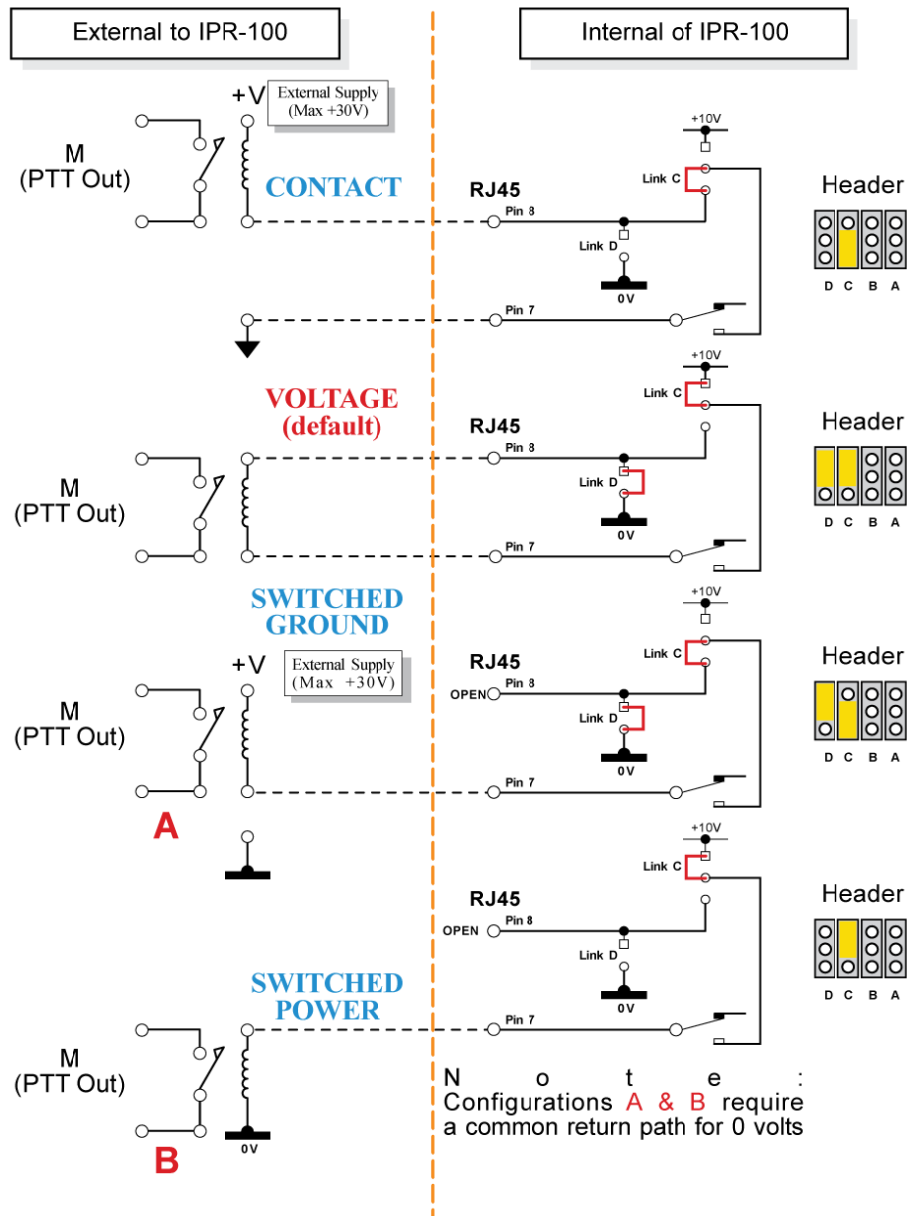 External to IPR-100
Internal of IPR-100
+V
External Supply
(Max +30V)
M
(PTT Out)
CONTACT
RJ45
Pin 8
+10V
Link C
Link D
0V
Pin 7
Header
D C B A
VOLTAGE
(default)
M
(PTT Out)
RJ45
Pin 8
+10V
Link C
Link D
0V
Pin 7
Header
D C B A
SWITCHED
GROUND
+V
External Supply
(Max +30V)
M
(PTT Out)
A
RJ45
OPEN
Pin 8
+10V
Link C
Link D
0V
Pin 7
Header
D C B A
SWITCHED
POWER
M
(PTT Out)
B
0V
RJ45
OPEN
Pin 8
+10V
Link C
Link D
0V
Pin 7
Header
D C B A
N o t e :
Configurations A & B require
a common return path for 0 volts